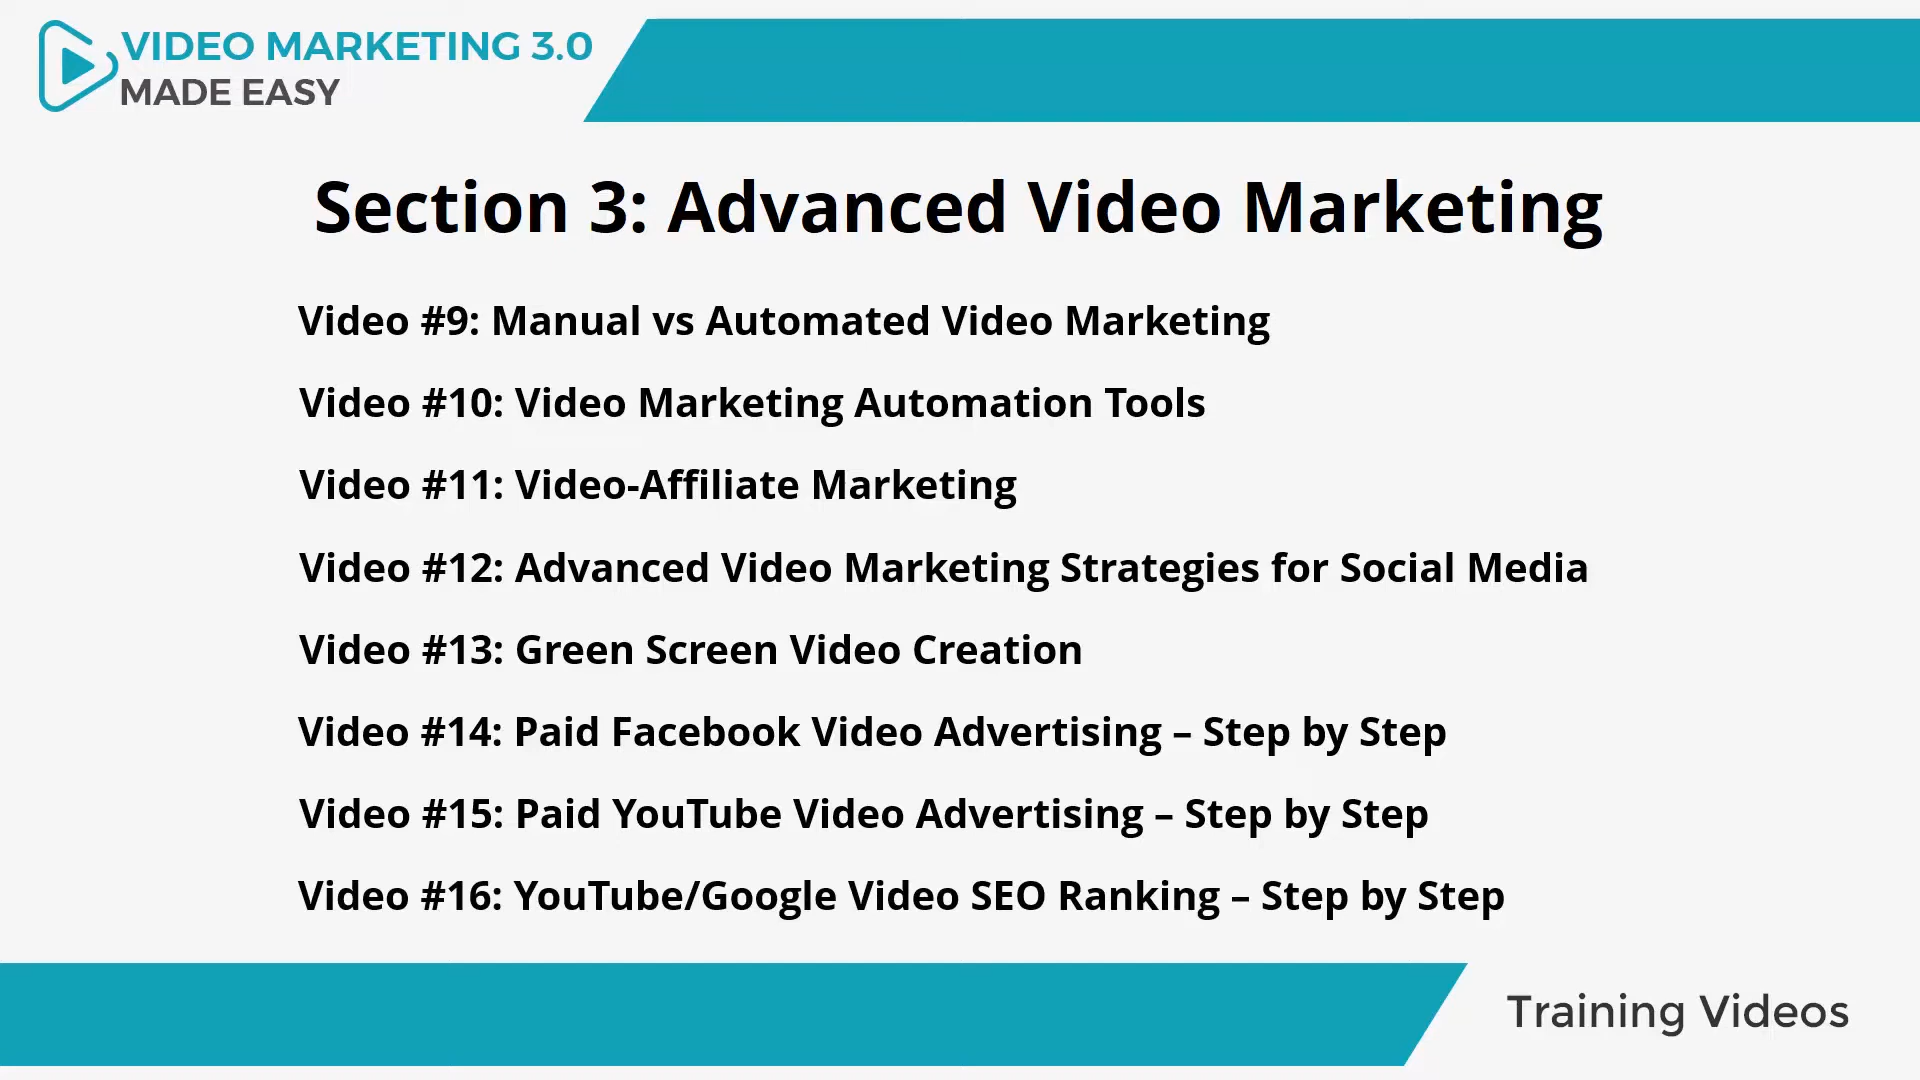 VIDEO MARKETING 3.0
MADE EASY
Section 3: Advanced Video Marketing
Video #9: Manual vs Automated Video Marketing
Video #10: Video Marketing Automation Tools
Video #11: Video-Affiliate Marketing
Video #12: Advanced Video Marketing Strategies for Social Media
Video #13: Green Screen Video Creation
Video #14: Paid Facebook Video Advertising – Step by Step
Video #15: Paid YouTube Video Advertising – Step by Step
Video #16: YouTube/Google Video SEO Ranking – Step by Step
Training Videos